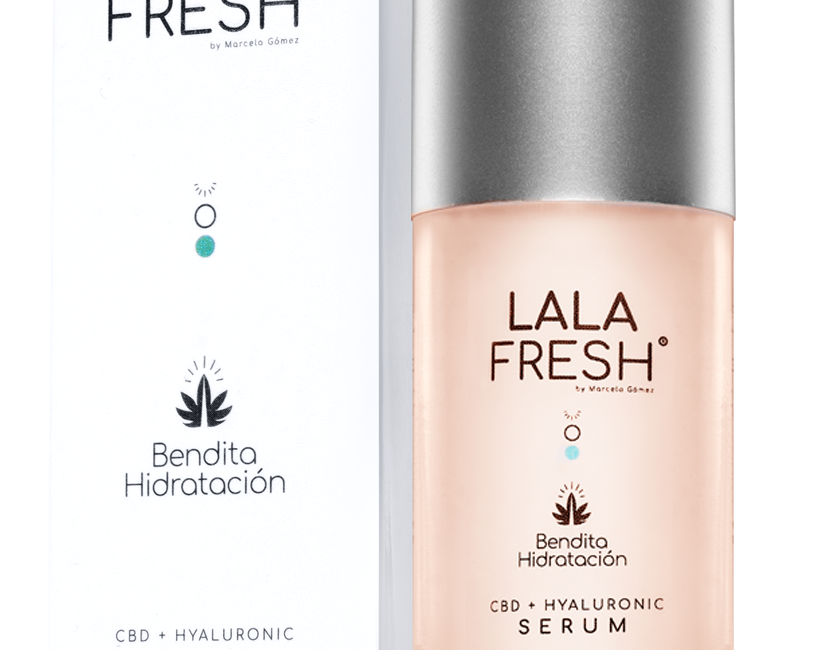 FRESH
by Marcela Gómez
Bendita
Hidratación
CBD + HYALURONIC
LALA
FRESH®
by Marcela Gómez
Bendita
Hidratación
CBD + HYALURONIC
SERUM